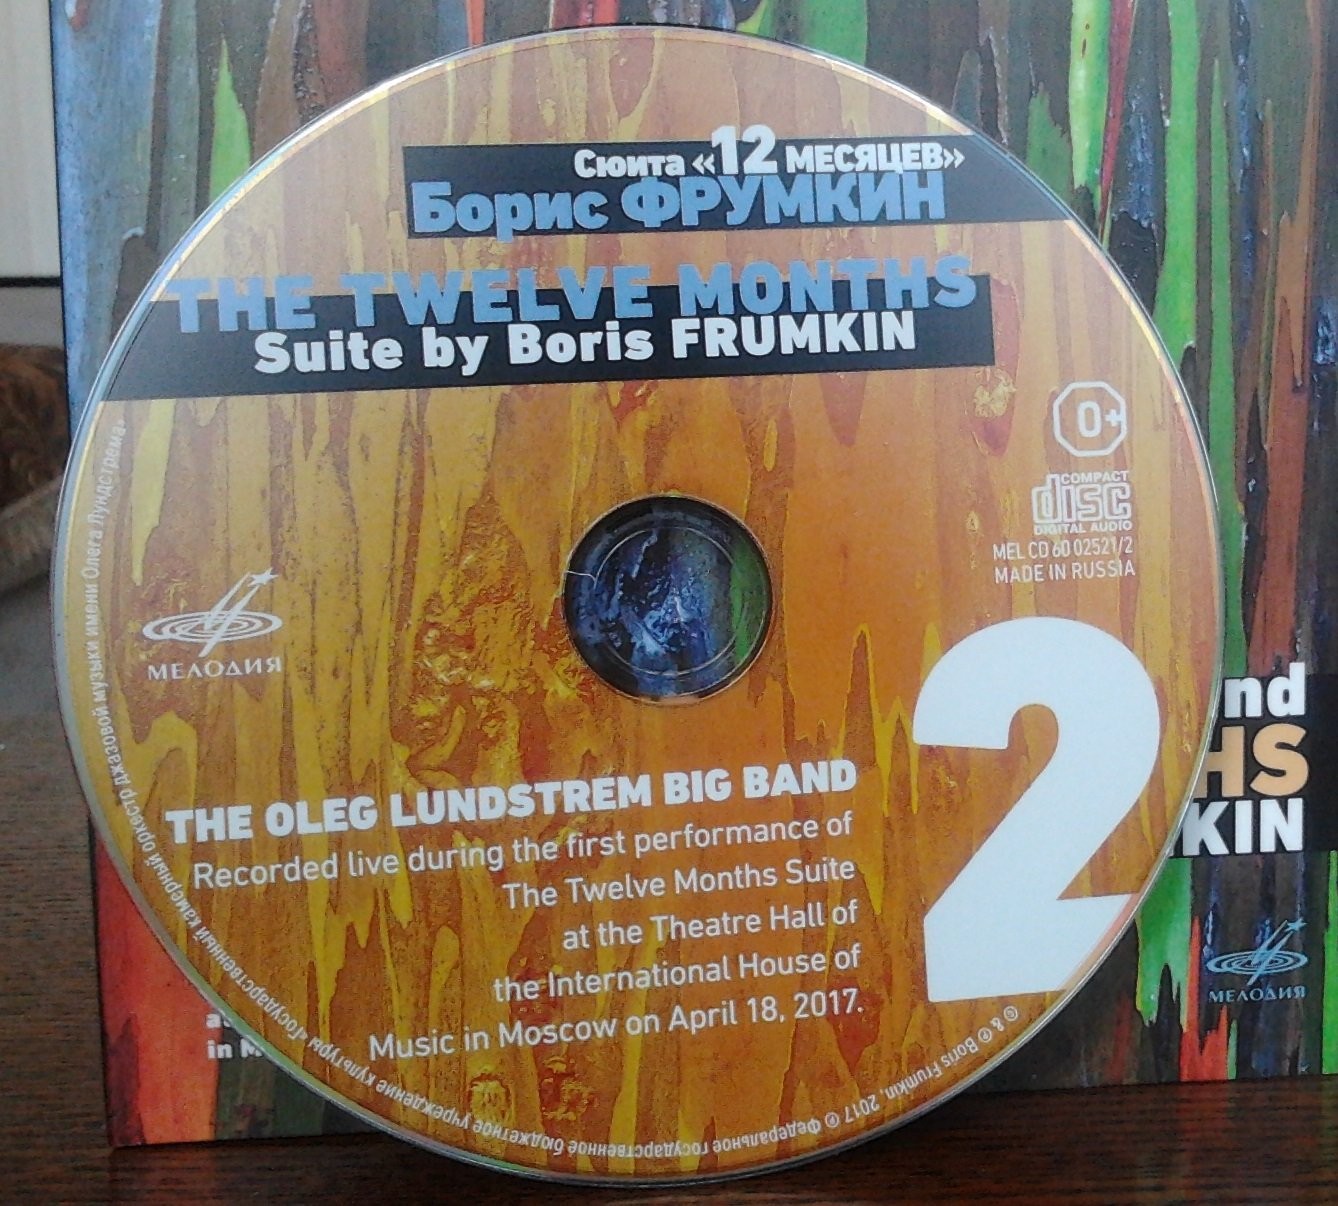 Сюита «12 МЕСЯЦЕВ»
Борис ФРУМКИН
THE TWELVE MONTHS
Suite by Boris FRUMKIN
0+
COMPACT
disc
DIGITAL AUDIO
MEL CD 60 02521/2
MADE IN RUSSIA
МЕЛОДИЯ
2
THE OLEG LUNDSTREM BIG BAND
Recorded live during the first performance of
The Twelve Months Suite
at the Theatre Hall of
the International House of
Music in Moscow on April 18, 2017.
© & ℗ Boris Frumkin, 2017 ℗ Федеральное государственное бюджетное учреждение культуры «Государственный камерный оркестр джазовой музыки имени Олега Лундстрема»
nd
HS
KIN
МЕЛОДИЯ
in M